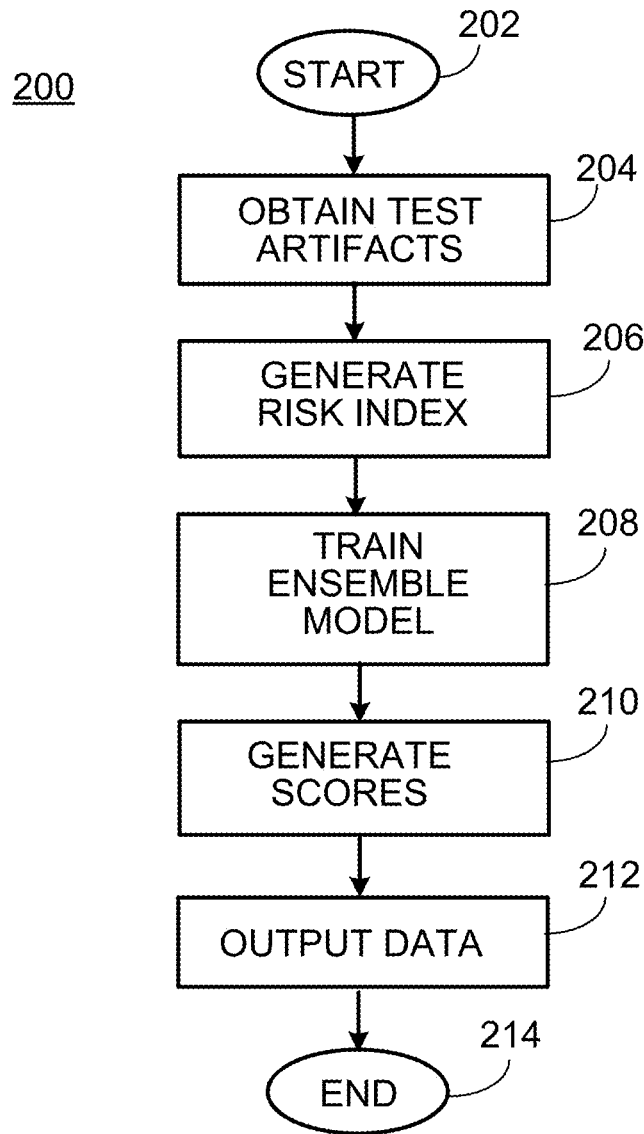 202
START
200
204
OBTAIN TEST
ARTIFACTS
206
GENERATE
RISK INDEX
208
TRAIN
ENSEMBLE
MODEL
210
GENERATE
SCORES
212
OUTPUT DATA
214
END